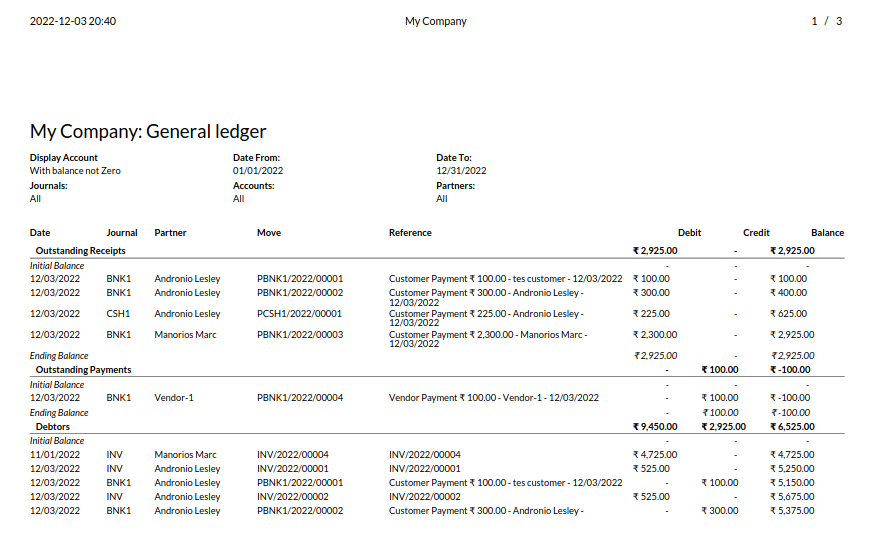 2022-12-03 20:40 My Company 1 / 3
My Company: General ledger
Display Account Date From: Date To:
With balance not Zero 01/01/2022 12/31/2022
Journals: Accounts: Partners:
All All All
Date Journal Partner Move Reference Debit Credit Balance
Outstanding Receipts ₹ 2,925.00 - ₹ 2,925.00
Initial Balance - - -
12/03/2022 BNK1 Andronio Lesley PBNK1/2022/00001 Customer Payment ₹ 100.00 - tes customer - 12/03/2022 ₹ 100.00 - ₹ 100.00
12/03/2022 BNK1 Andronio Lesley PBNK1/2022/00002 Customer Payment ₹ 300.00 - Andronio Lesley - ₹ 300.00 - ₹ 400.00
12/03/2022
12/03/2022 CSH1 Andronio Lesley PCSH1/2022/00001 Customer Payment ₹ 225.00 - Andronio Lesley - ₹ 225.00 - ₹ 625.00
12/03/2022
12/03/2022 BNK1 Manorios Marc PBNK1/2022/00003 Customer Payment ₹ 2,300.00 - Manorios Marc - ₹ 2,300.00 - ₹ 2,925.00
12/03/2022
Ending Balance ₹ 2,925.00 - ₹ 2,925.00
Outstanding Payments - ₹ 100.00 ₹ -100.00
Initial Balance - - -
12/03/2022 BNK1 Vendor-1 PBNK1/2022/00004 Vendor Payment ₹ 100.00 - Vendor-1 - 12/03/2022 - ₹ 100.00 ₹ -100.00
Ending Balance - ₹ 100.00 ₹ -100.00
Debtors ₹ 9,450.00 ₹ 2,925.00 ₹ 6,525.00
Initial Balance - - -
11/01/2022 INV Manorios Marc INV/2022/00004 INV/2022/00004 ₹ 4,725.00 - ₹ 4,725.00
12/03/2022 INV Andronio Lesley INV/2022/00001 INV/2022/00001 ₹ 525.00 - ₹ 5,250.00
12/03/2022 BNK1 Andronio Lesley PBNK1/2022/00001 Customer Payment ₹ 100.00 - tes customer - 12/03/2022 - ₹ 100.00 ₹ 5,150.00
12/03/2022 INV Andronio Lesley INV/2022/00002 INV/2022/00002 ₹ 525.00 - ₹ 5,675.00
12/03/2022 BNK1 Andronio Lesley PBNK1/2022/00002 Customer Payment ₹ 300.00 - Andronio Lesley - - ₹ 300.00 ₹ 5,375.00